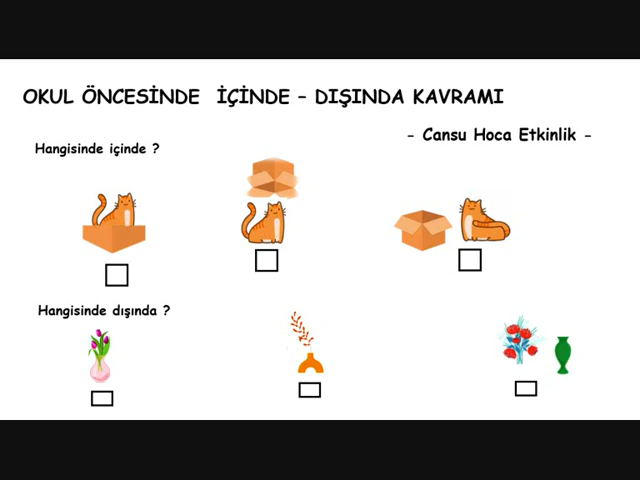 OKUL ÖNCESİNDE İÇİNDE – DIŞINDA KAVRAMI
- Cansu Hoca Etkinlik -
Hangisinde içinde ?
Hangisinde dışında ?